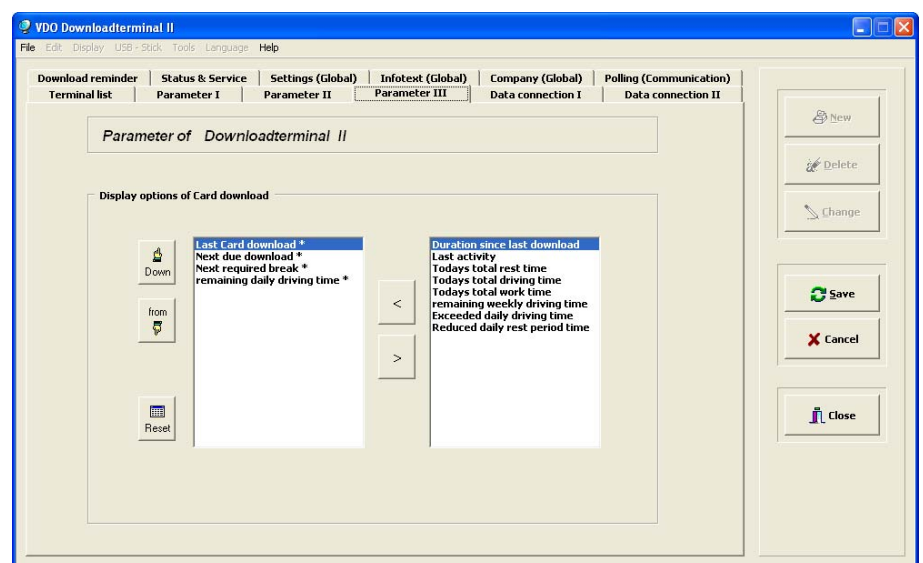 VDO Downloadterminal II
File Edit Display USB - Stick Tools Language Help
Download reminder Status & Service Settings (Global) Infotext (Global) Company (Global) Polling (Communication)
Terminal list Parameter I Parameter II Parameter III Data connection I Data connection II
Parameter of Downloadterminal II
Display options of Card download
Down
from
Reset
Last Card download *
Next due download *
Next required break *
remaining daily driving time *
<
>
Duration since last download
Last activity
Todays total rest time
Todays total driving time
Todays total work time
remaining weekly driving time
Exceeded daily driving time
Reduced daily rest period time
New
Delete
Change
Save
Cancel
Close